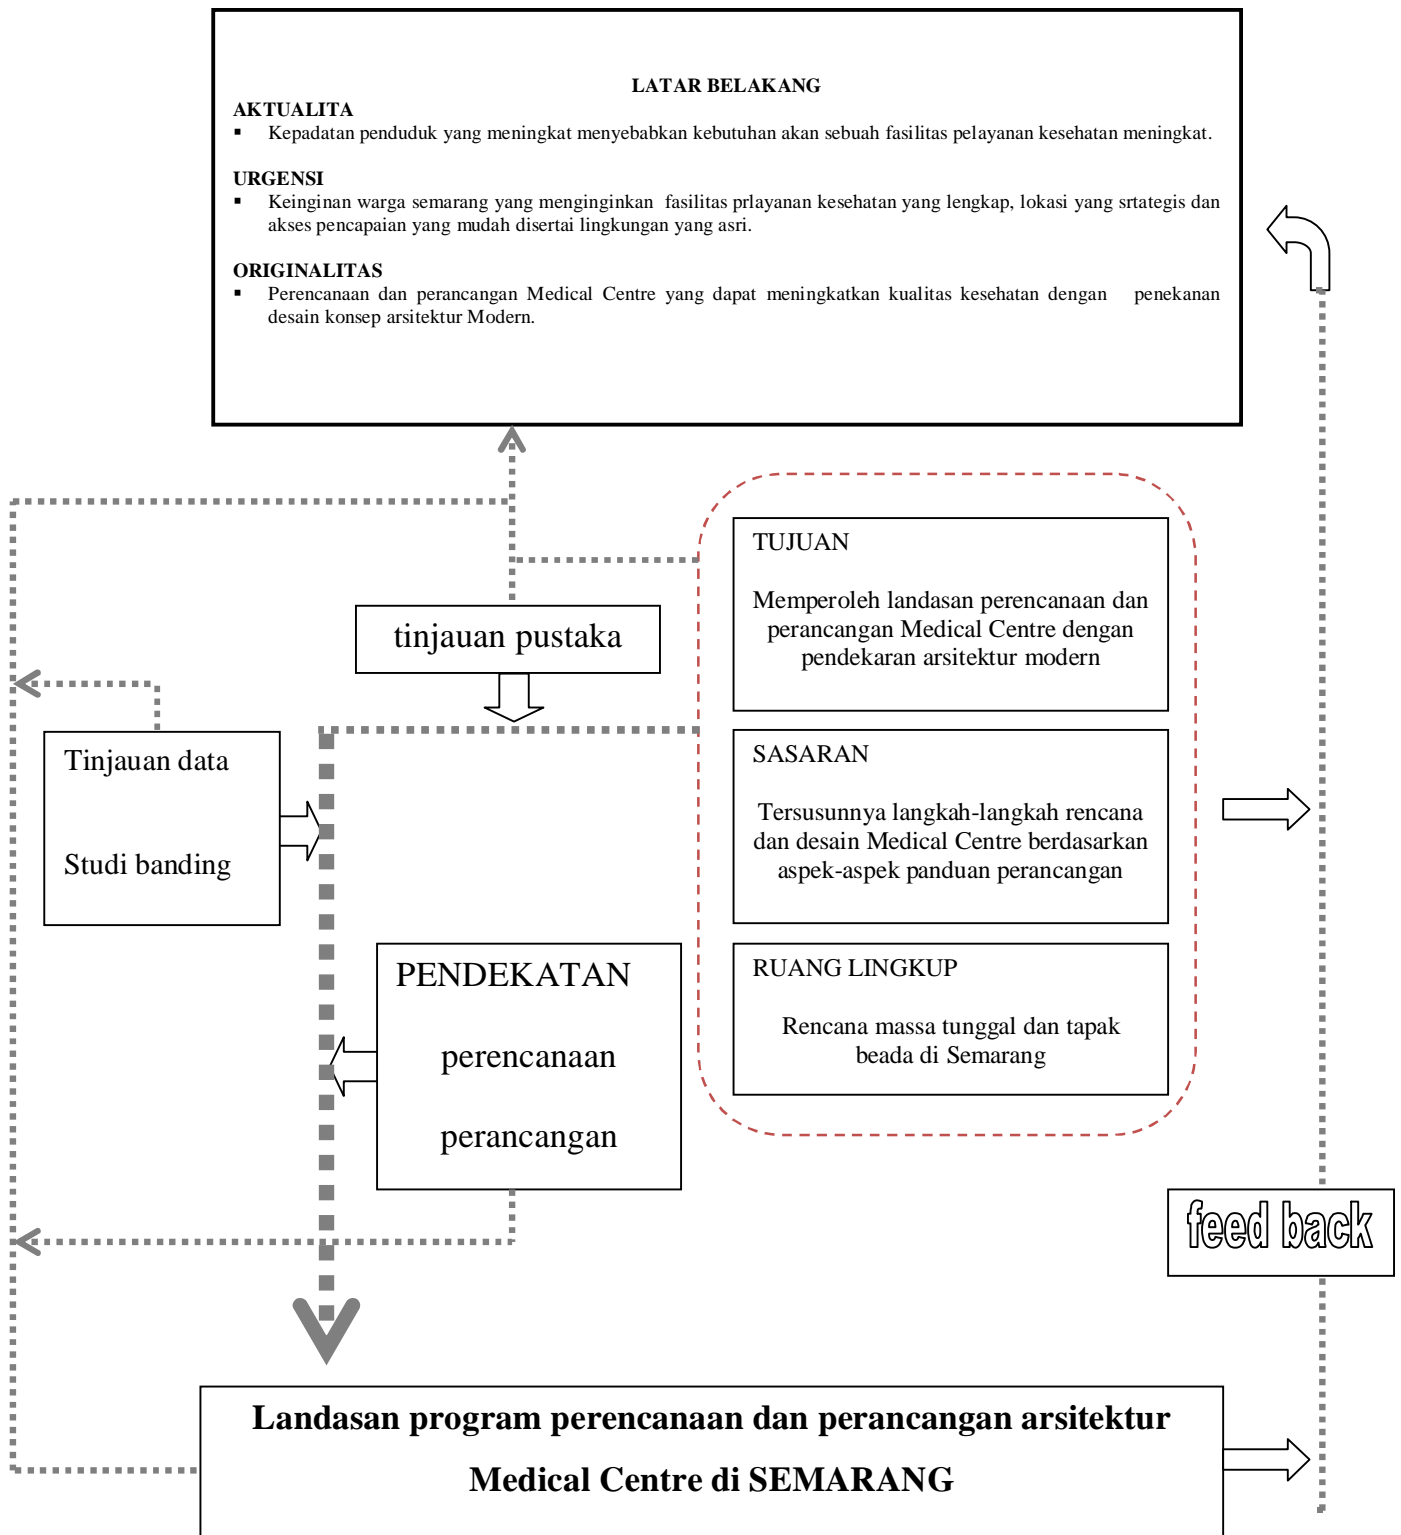 LATAR BELAKANG
AKTUALITA
▪ Kepadatan penduduk yang meningkat menyebabkan kebutuhan akan sebuah fasilitas pelayanan kesehatan meningkat.
URGENSI
▪ Keinginan warga semarang yang menginginkan fasilitas prlayanan kesehatan yang lengkap, lokasi yang srtategis dan
akses pencapaian yang mudah disertai lingkungan yang asri.
ORIGINALITAS
▪ Perencanaan dan perancangan Medical Centre yang dapat meningkatkan kualitas kesehatan dengan penekanan
desain konsep arsitektur Modern.
TUJUAN
Memperoleh landasan perencanaan dan
perancangan Medical Centre dengan
pendekaran arsitektur modern
tinjauan pustaka
Tinjauan data
Studi banding
SASARAN
Tersusunnya langkah-langkah rencana
dan desain Medical Centre berdasarkan
aspek-aspek panduan perancangan
PENDEKATAN
perencanaan
perancangan
RUANG LINGKUP
Rencana massa tunggal dan tapak
beada di Semarang
feed back
Landasan program perencanaan dan perancangan arsitektur
Medical Centre di SEMARANG